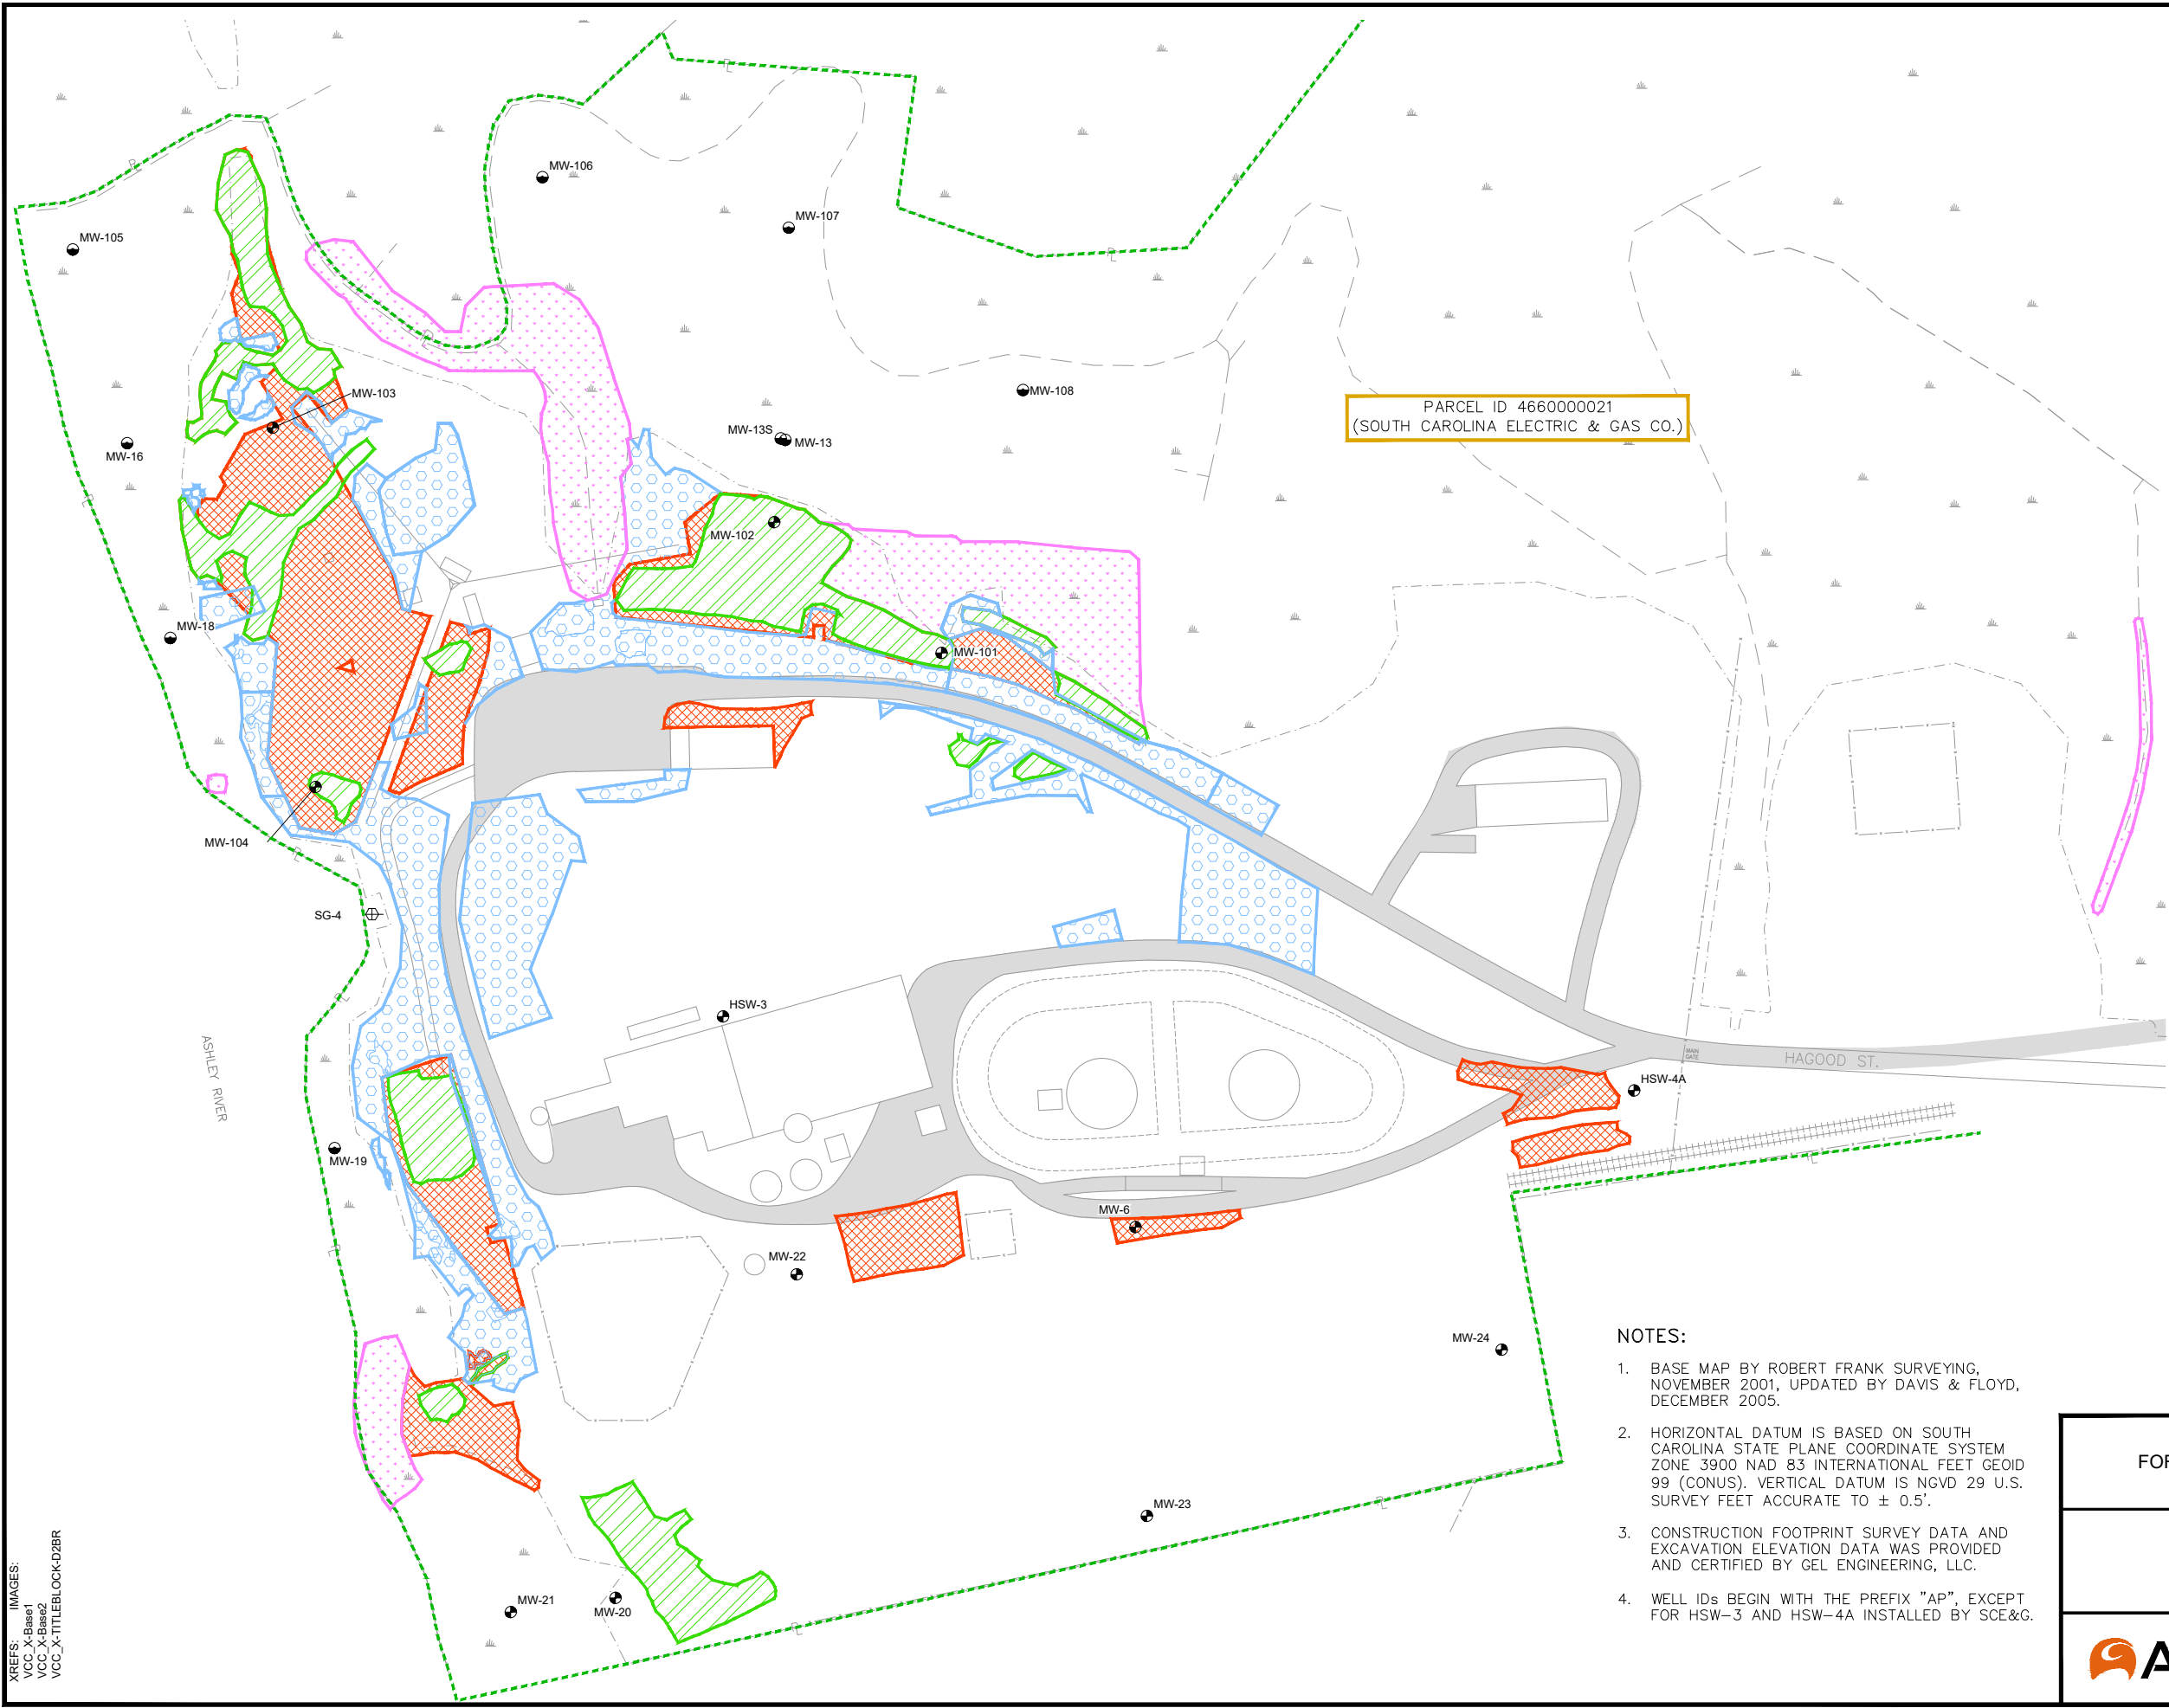 MW-106
MW-107
MW-105
MW-103
MW-108
PARCEL ID 4660000021
(SOUTH CAROLINA ELECTRIC & GAS CO.)
MW-13S
MW-13
MW-16
MW-102
MW-18
MW-101
MW-104
SG-4
HSW-3
ASHLEY RIVER
MAIN
GATE
HAGOOD ST.
HSW-4A
MW-19
MW-6
MW-22
MW-24
MW-23
MW-21
MW-20
NOTES:
1. BASE MAP BY ROBERT FRANK SURVEYING,
NOVEMBER 2001, UPDATED BY DAVIS & FLOYD,
DECEMBER 2005.
2. HORIZONTAL DATUM IS BASED ON SOUTH
CAROLINA STATE PLANE COORDINATE SYSTEM
ZONE 3900 NAD 83 INTERNATIONAL FEET GEOID
99 (CONUS). VERTICAL DATUM IS NGVD 29 U.S.
SURVEY FEET ACCURATE TO ± 0.5'.
3. CONSTRUCTION FOOTPRINT SURVEY DATA AND
EXCAVATION ELEVATION DATA WAS PROVIDED
AND CERTIFIED BY GEL ENGINEERING, LLC.
4. WELL IDs BEGIN WITH THE PREFIX "AP", EXCEPT
FOR HSW-3 AND HSW-4A INSTALLED BY SCE&G.
XREFS: IMAGES:
VCC_X-Base1
VCC_X-Base2
VCC_X-TITLEBLOCK-D2BR